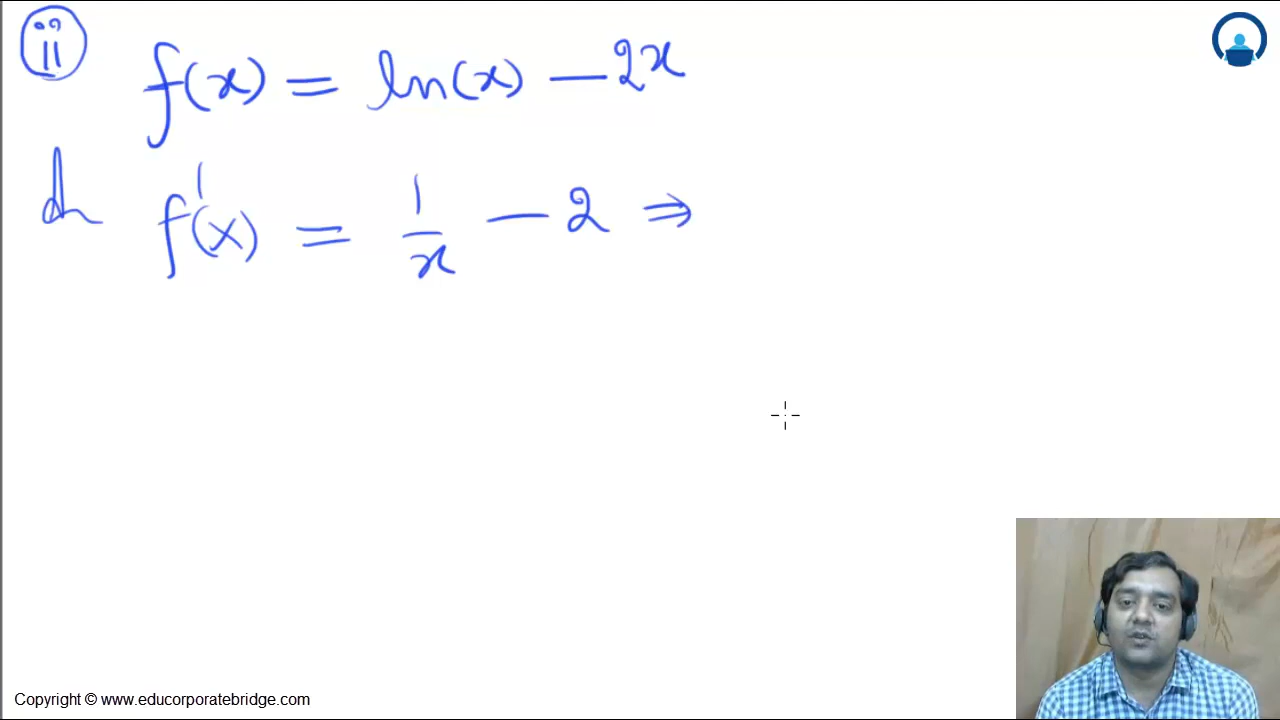 ii f(x) = ln(x) − 2x
f'(x) = 1/x − 2 ⇒
Copyright © www.educorporatebridge.com